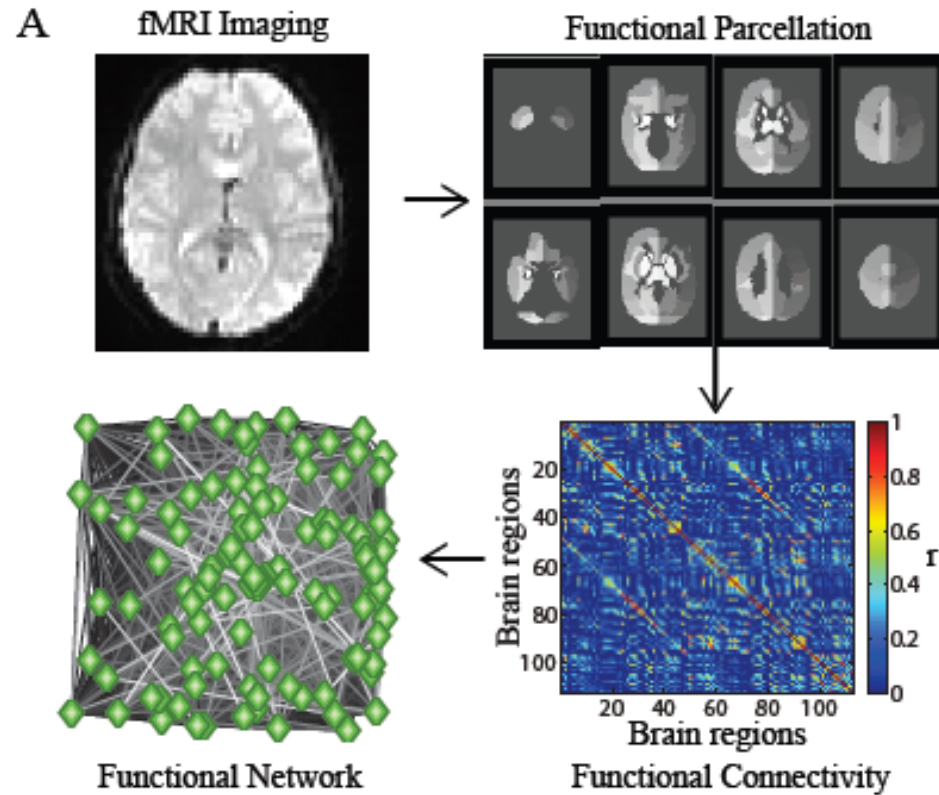 A
fMRI Imaging
Functional Parcellation
Brain regions
20
40
60
80
100
20 40 60 80 100
Brain regions
1
0.8
0.6
0.4
0.2
0
r
Functional Network
Functional Connectivity